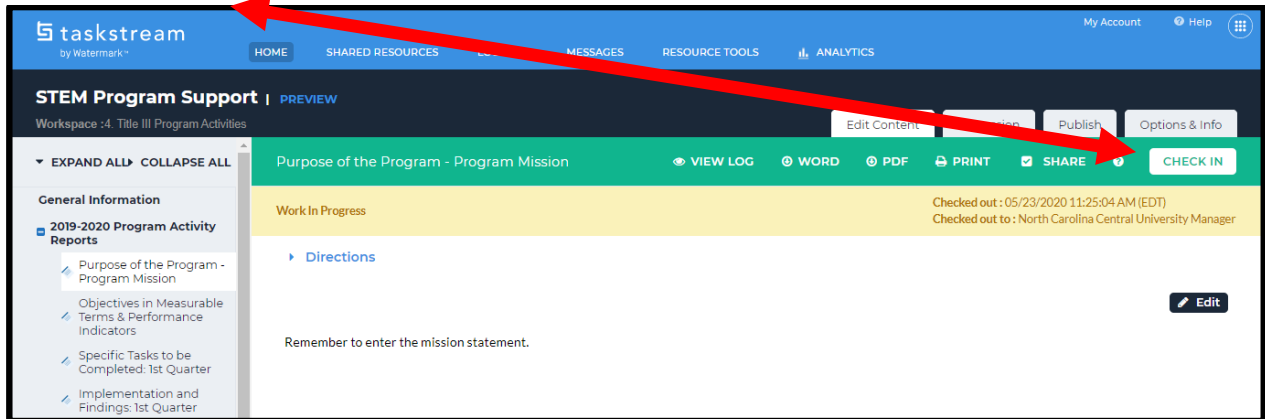 taskstream
by Watermark™
My Account Help
HOME SHARED RESOURCES MESSAGES RESOURCE TOOLS ANALYTICS
STEM Program Support | PREVIEW
Workspace :4. Title III Program Activities
Edit Content Publish Options & Info
EXPAND ALL COLLAPSE ALL
Purpose of the Program - Program Mission VIEW LOG WORD PDF PRINT SHARE CHECK IN
General Information
Work In Progress
Checked out : 05/23/2020 11:25:04 AM (EDT)
Checked out to : North Carolina Central University Manager
2019-2020 Program Activity
Reports
Purpose of the Program -
Program Mission
Objectives in Measurable
Terms & Performance
Indicators
Specific Tasks to be
Completed: 1st Quarter
Implementation and
Findings: 1st Quarter
Directions
Edit
Remember to enter the mission statement.